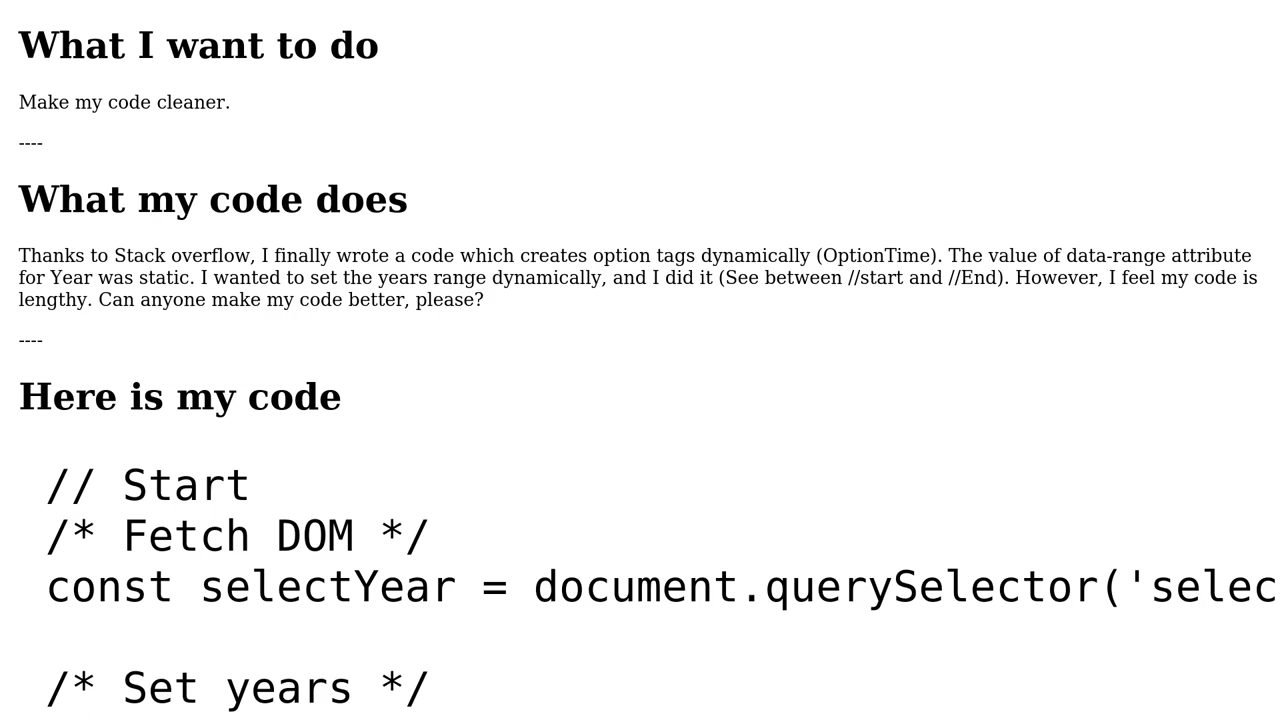 What I want to do
Make my code cleaner.
----
What my code does
Thanks to Stack overflow, I finally wrote a code which creates option tags dynamically (OptionTime). The value of data-range attribute
for Year was static. I wanted to set the years range dynamically, and I did it (See between //start and //End). However, I feel my code is
lengthy. Can anyone make my code better, please?
----
Here is my code
// Start
/* Fetch DOM */
const selectYear = document.querySelector('selec
/* Set years */